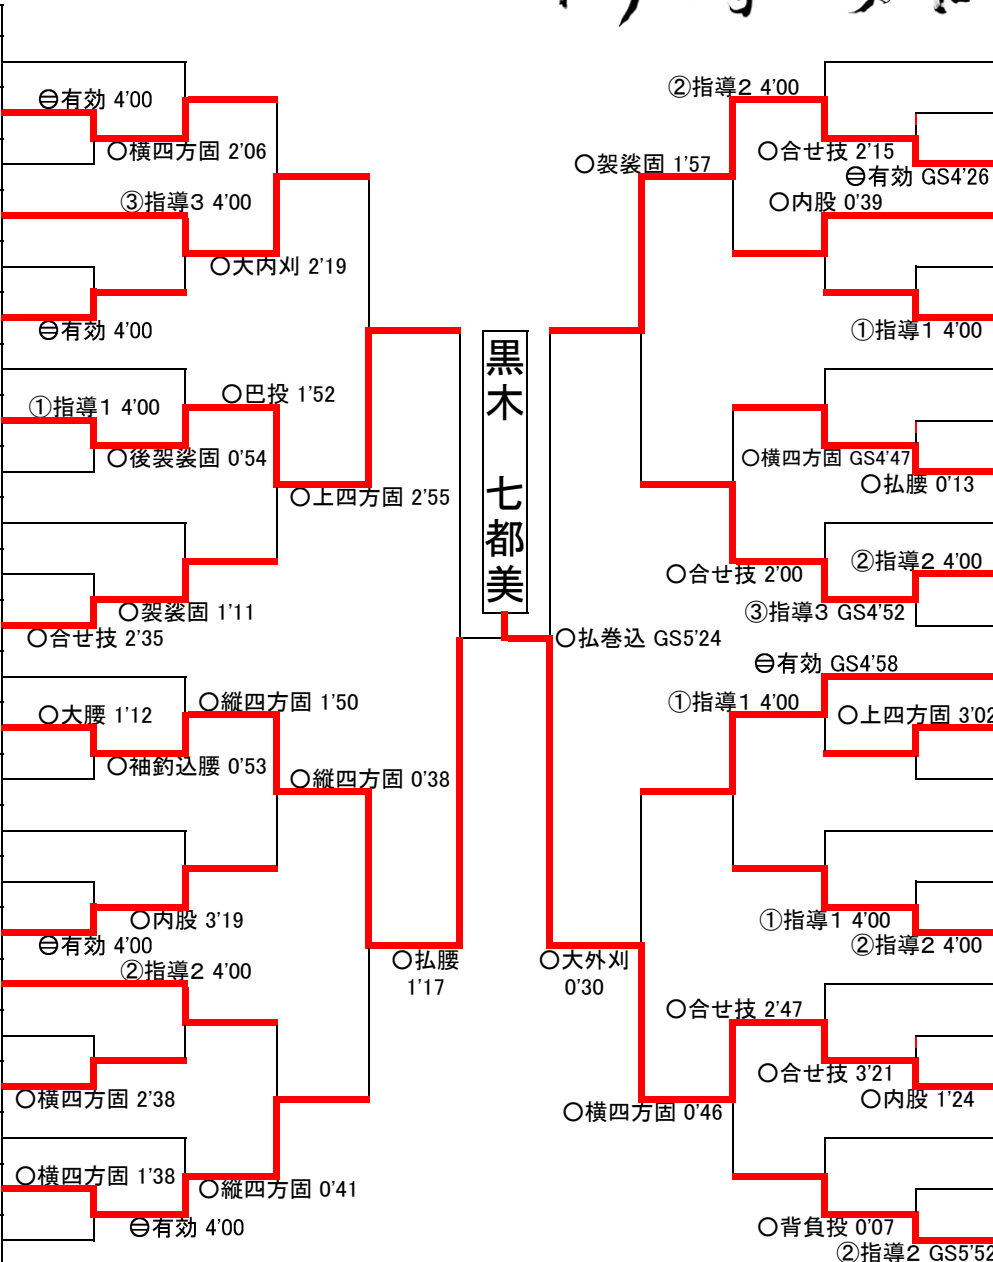 ⊖有効 4'00
○横四方固 2'06
③指導3 4'00
○大内刈 2'19
⊖有効 4'00
○巴投 1'52
①指導1 4'00
○後袈裟固 0'54
○上四方固 2'55
○袈裟固 1'11
○合せ技 2'35
○縦四方固 1'50
○大腰 1'12
○袖釣込腰 0'53
○縦四方固 0'38
○内股 3'19
⊖有効 4'00
②指導2 4'00
○払腰
1'17
○横四方固 2'38
○横四方固 1'38
○縦四方固 0'41
⊖有効 4'00
黒木 七都美
○払巻込 GS5'24
②指導2 4'00
○袈裟固 1'57
○合せ技 2'15
⊖有効 GS4'26
○内股 0'39
①指導1 4'00
○横四方固 GS4'47
○払腰 0'13
②指導2 4'00
○合せ技 2'00
③指導3 GS4'52
⊖有効 GS4'58
①指導1 4'00
○上四方固 3'02
①指導1 4'00
②指導2 4'00
○大外刈
0'30
○合せ技 2'47
○合せ技 3'21
○内股 1'24
○横四方固 0'46
○背負投 0'07
②指導2 GS5'52